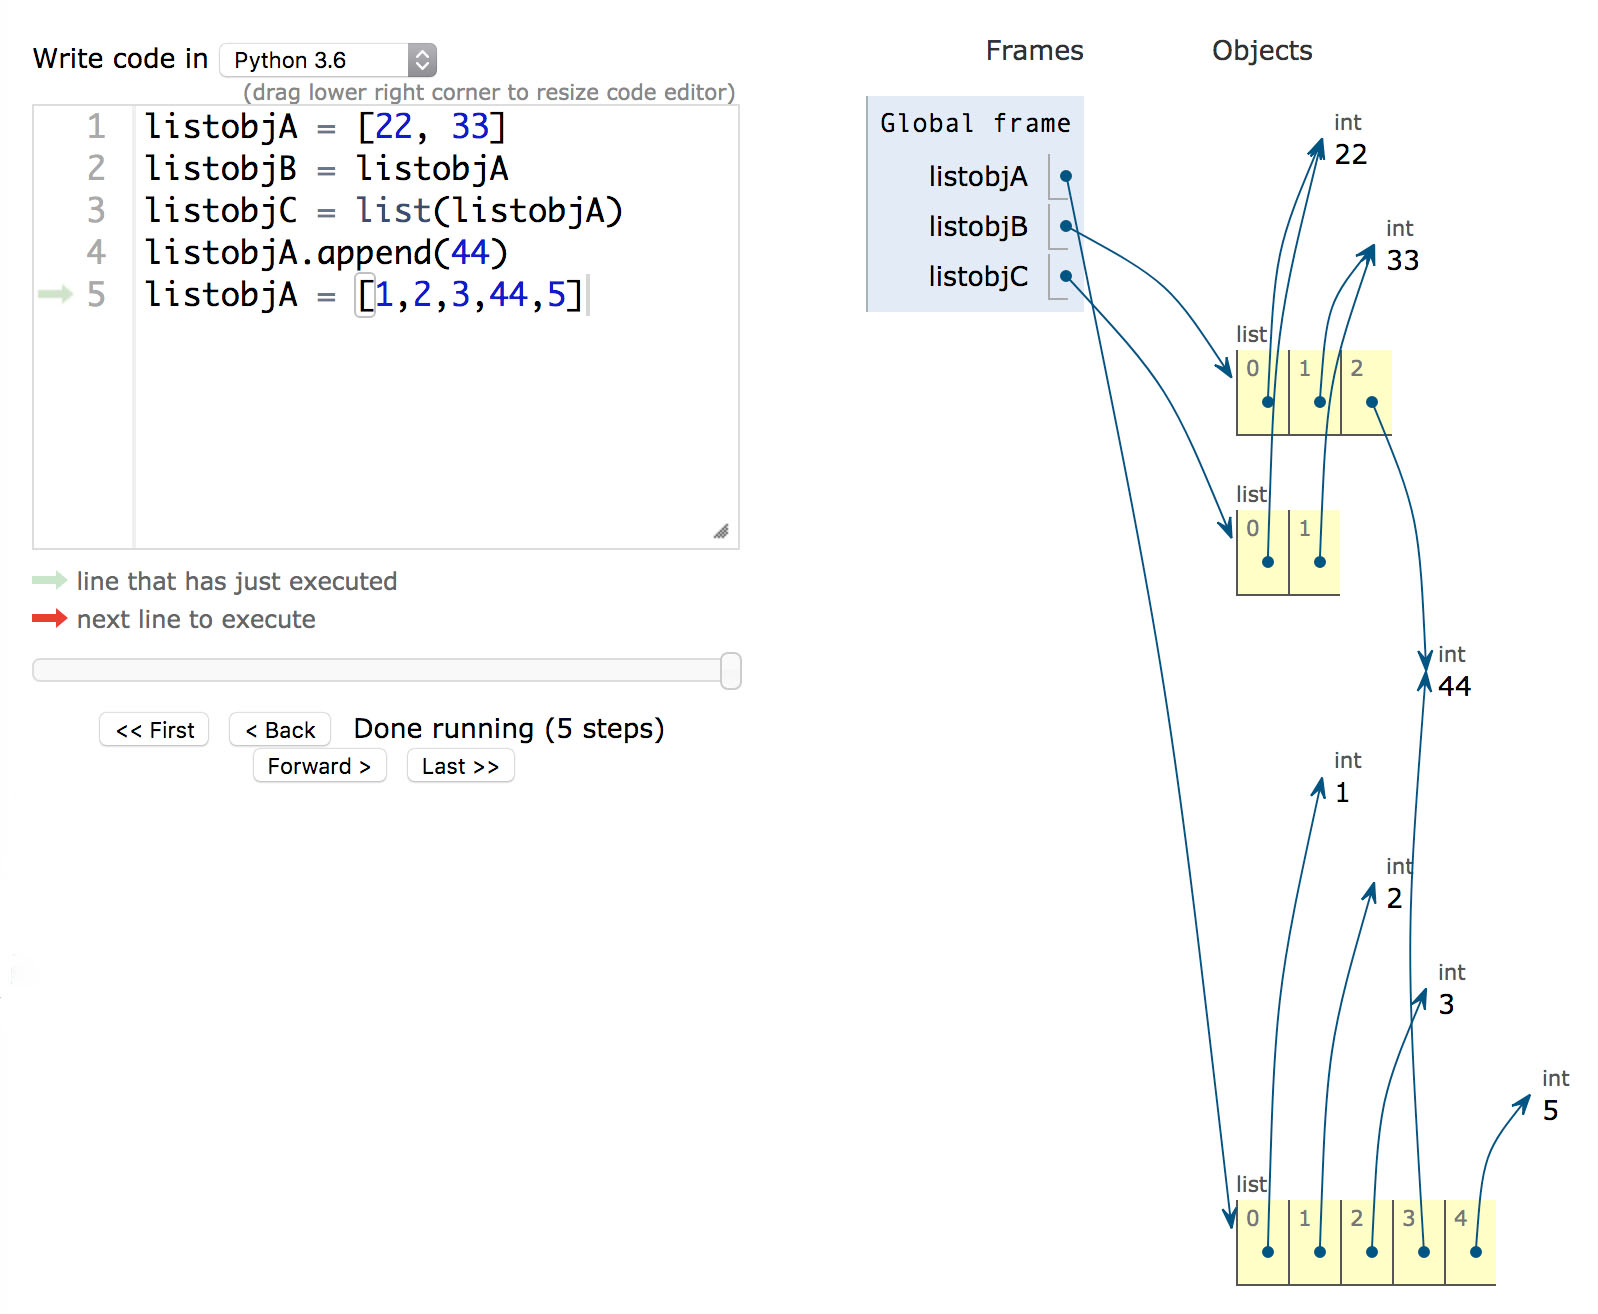 Write code in Python 3.6
(drag lower right corner to resize code editor)
1 listobjA = [22, 33]
2 listobjB = listobjA
3 listobjC = list(listobjA)
4 listobjA.append(44)
5 listobjA = [1,2,3,44,5]
line that has just executed
next line to execute
<< First
< Back
Done running (5 steps)
Forward >
Last >>
Frames
Objects
Global frame
listobjA
listobjB
listobjC
int
22
int
33
list
0 1 2
list
0 1
int
44
int
1
int
2
int
3
int
5
list
0 1 2 3 4